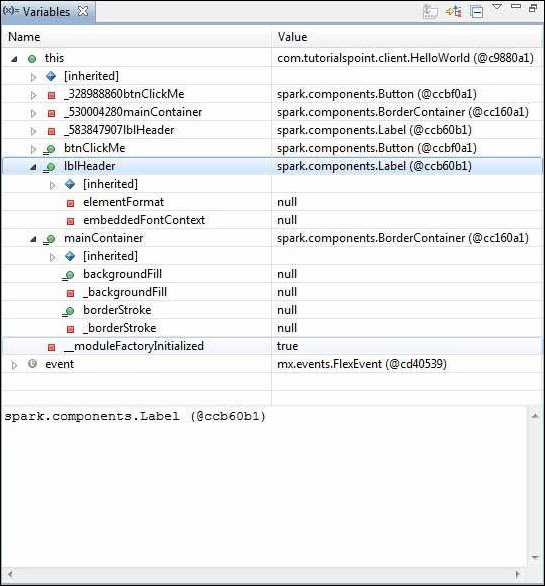 (x)= Variables
Name Value
this com.tutorialspoint.client.HelloWorld (@c9880a1)
[inherited]
_328988860btnClickMe spark.components.Button (@ccbf0a1)
_530004280mainContainer spark.components.BorderContainer (@cc160a1)
_583847907lblHeader spark.components.Label (@ccb60b1)
btnClickMe spark.components.Button (@ccbf0a1)
lblHeader spark.components.Label (@ccb60b1)
[inherited]
elementFormat null
embeddedFontContext null
mainContainer spark.components.BorderContainer (@cc160a1)
[inherited]
backgroundFill null
_backgroundFill null
borderStroke null
_borderStroke null
__moduleFactoryInitialized true
event mx.events.FlexEvent (@cd40539)
spark.components.Label (@ccb60b1)